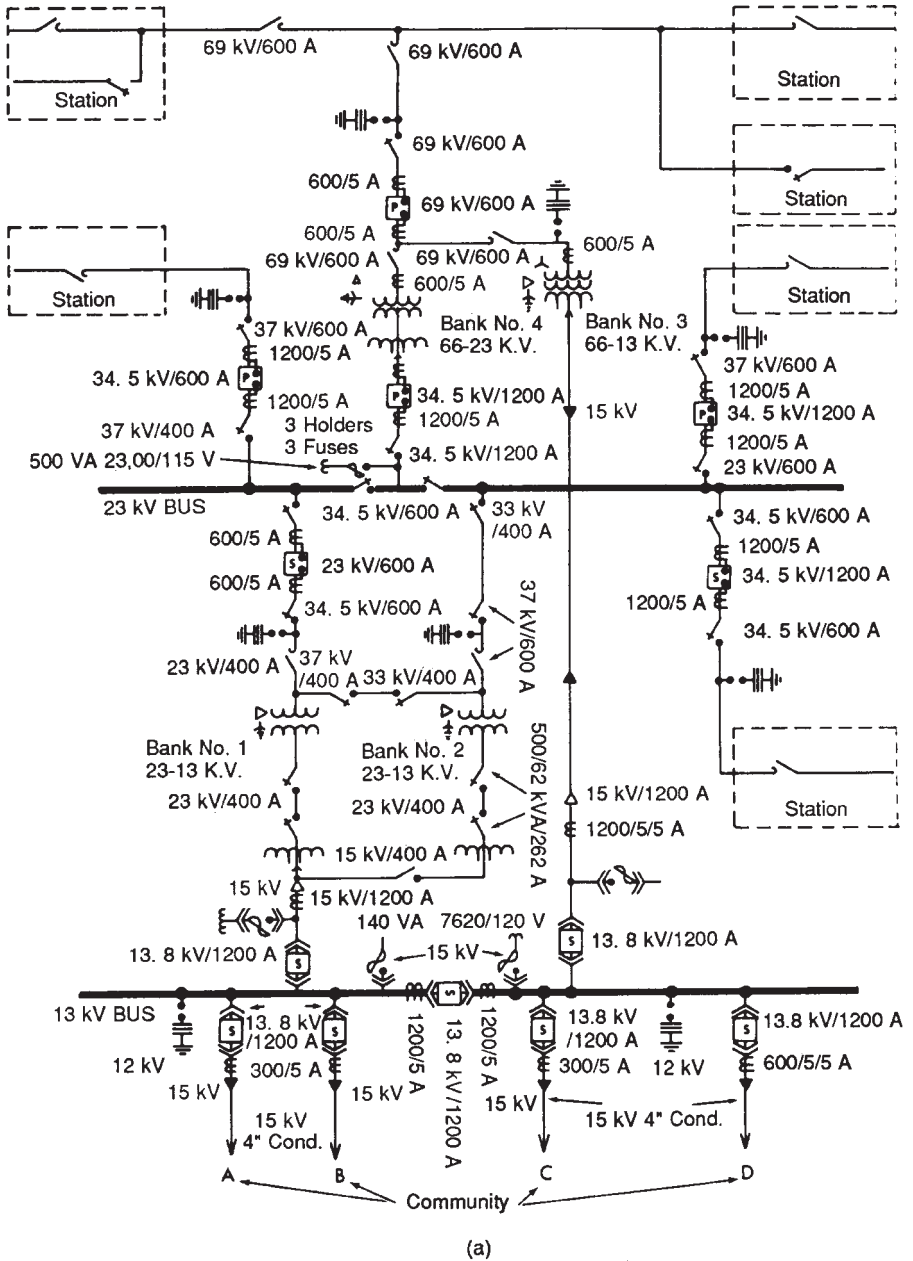 69 kV/600 A
69 kV/600 A
Station
Station
69 kV/600 A
600/5 A
P
69 kV/600 A
Station
600/5 A
600/5 A
69 kV/600 A
69 kV/600 A
600/5 A
Station
Station
Bank No. 4
66-23 K.V.
Bank No. 3
66-13 K.V.
37 kV/600 A
1200/5 A
34. 5 kV/600 A
P
1200/5 A
37 kV/400 A
P
34. 5 kV/1200 A
1200/5 A
15 kV
37 kV/600 A
1200/5 A
P
34. 5 kV/1200 A
1200/5 A
23 kV/600 A
3 Holders
3 Fuses
500 VA 23,00/115 V
34. 5 kV/1200 A
23 kV BUS
34. 5 kV/600 A
33 kV
/400 A
600/5 A
S
23 kV/600 A
600/5 A
34. 5 kV/600 A
34. 5 kV/600 A
1200/5 A
S
34. 5 kV/1200 A
1200/5 A
34. 5 kV/600 A
37 kV/600 A
23 kV/400 A
37 kV
/400 A
33 kV/400 A
Bank No. 1
23-13 K.V.
Bank No. 2
23-13 K.V.
500/62 kVA/262 A
23 kV/400 A
23 kV/400 A
15 kV/1200 A
1200/5/5 A
Station
15 kV/400 A
15 kV
15 kV/1200 A
140 VA
7620/120 V
15 kV
13. 8 kV/1200 A
S
S
13. 8 kV/1200 A
13 kV BUS
S
13. 8 kV
/1200 A
S
S
S
13.8 kV
/1200 A
S
13.8 kV/1200 A
12 kV
300/5 A
1200/5 A
13. 8 kV/1200 A
1200/5 A
300/5 A
12 kV
600/5/5 A
15 kV
15 kV
15 kV
15 kV
4" Cond.
15 kV 4" Cond.
A
B
C
D
Community
(a)